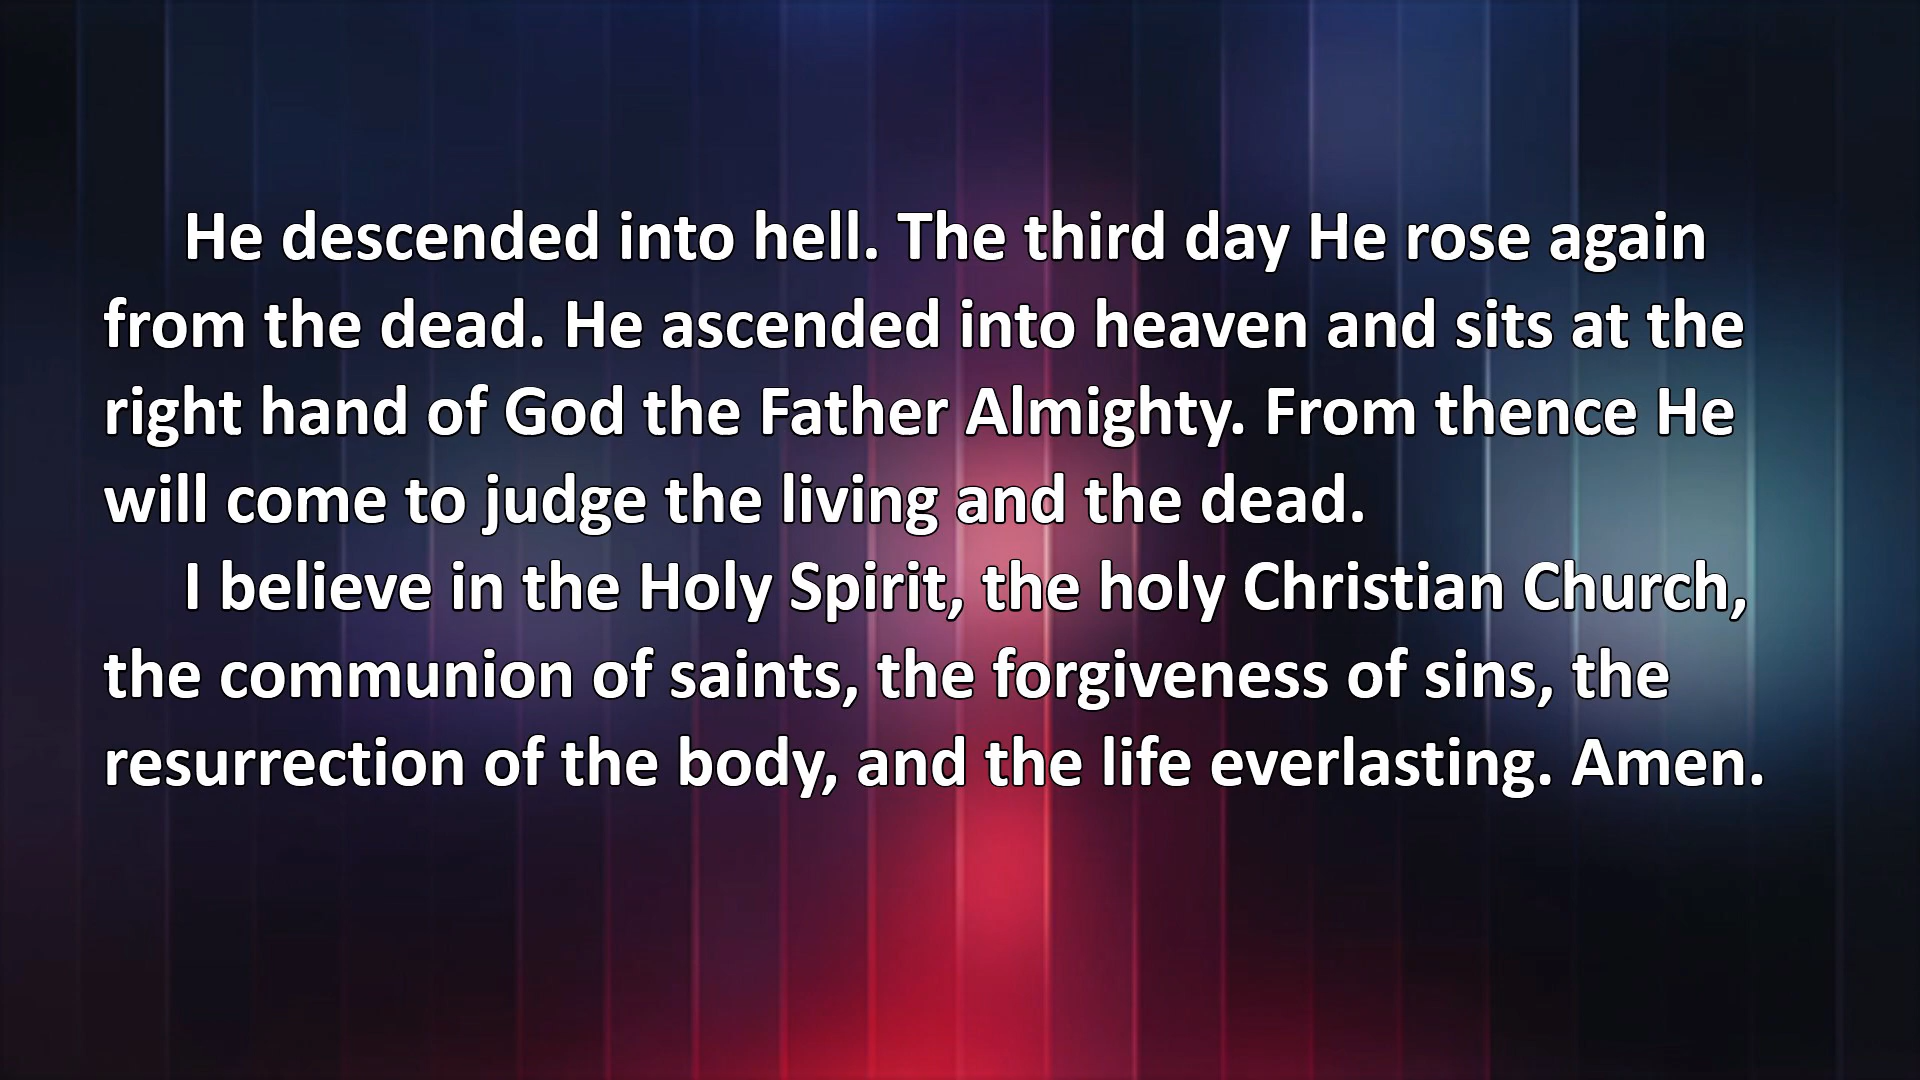 He descended into hell. The third day He rose again
from the dead. He ascended into heaven and sits at the
right hand of God the Father Almighty. From thence He
will come to judge the living and the dead.
I believe in the Holy Spirit, the holy Christian Church,
the communion of saints, the forgiveness of sins, the
resurrection of the body, and the life everlasting. Amen.